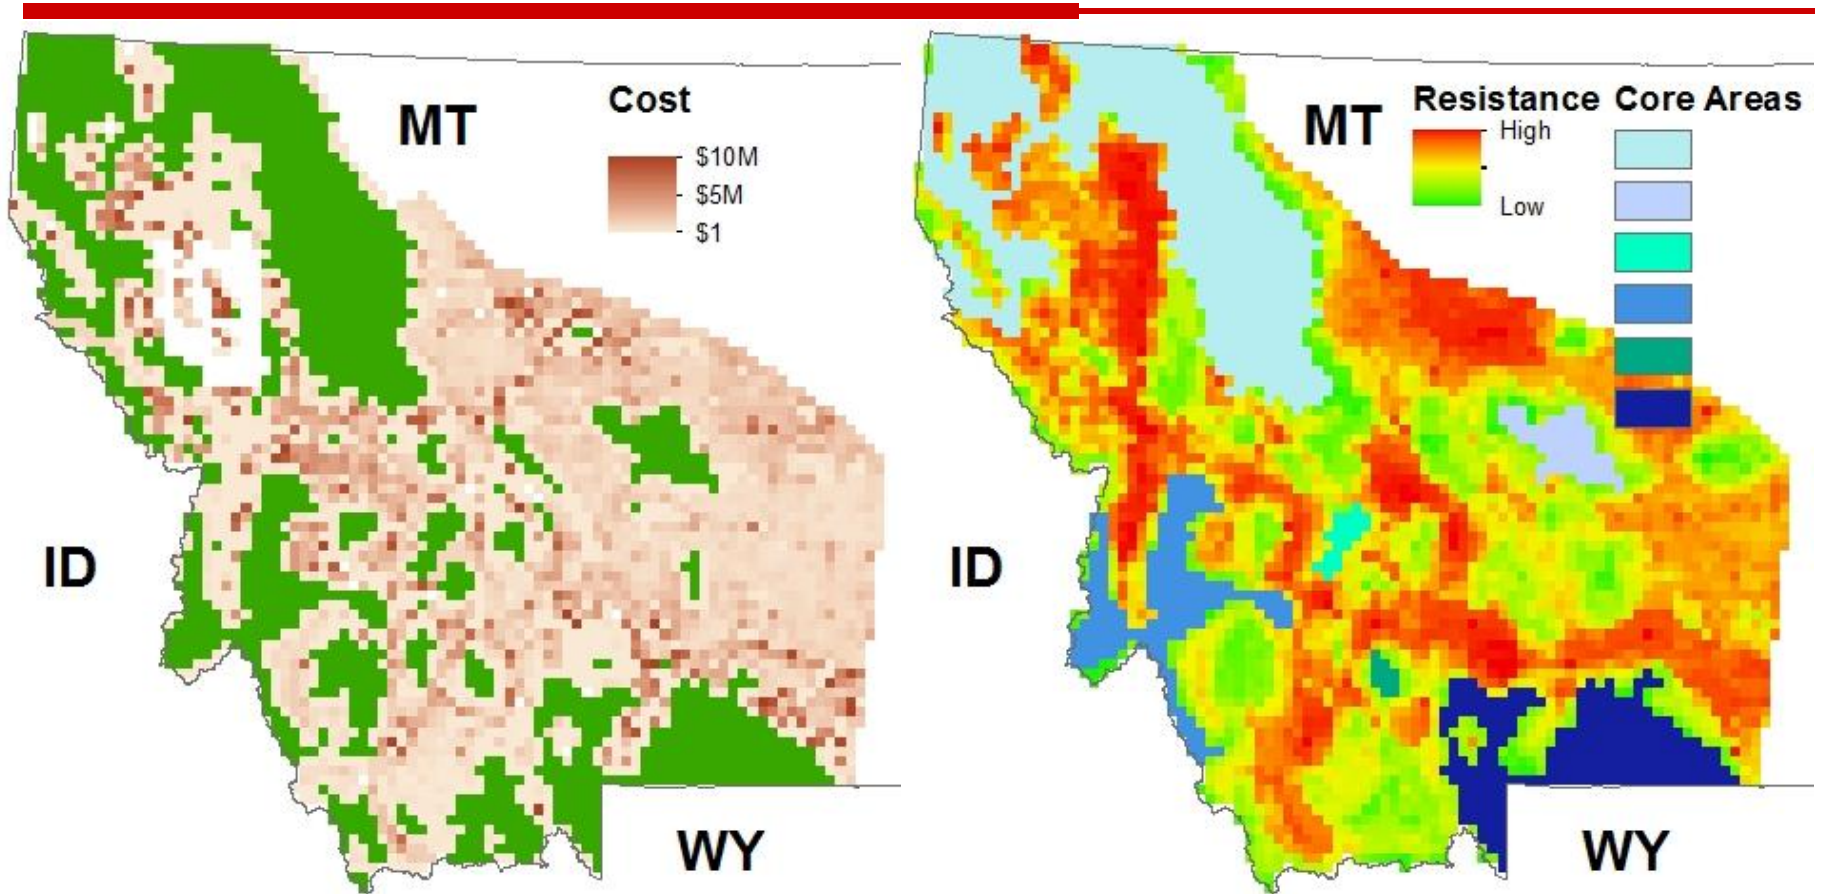 MT
Cost
$10M
$5M
$1
ID
WY
MT
Resistance
High
Low
Core Areas
ID
WY